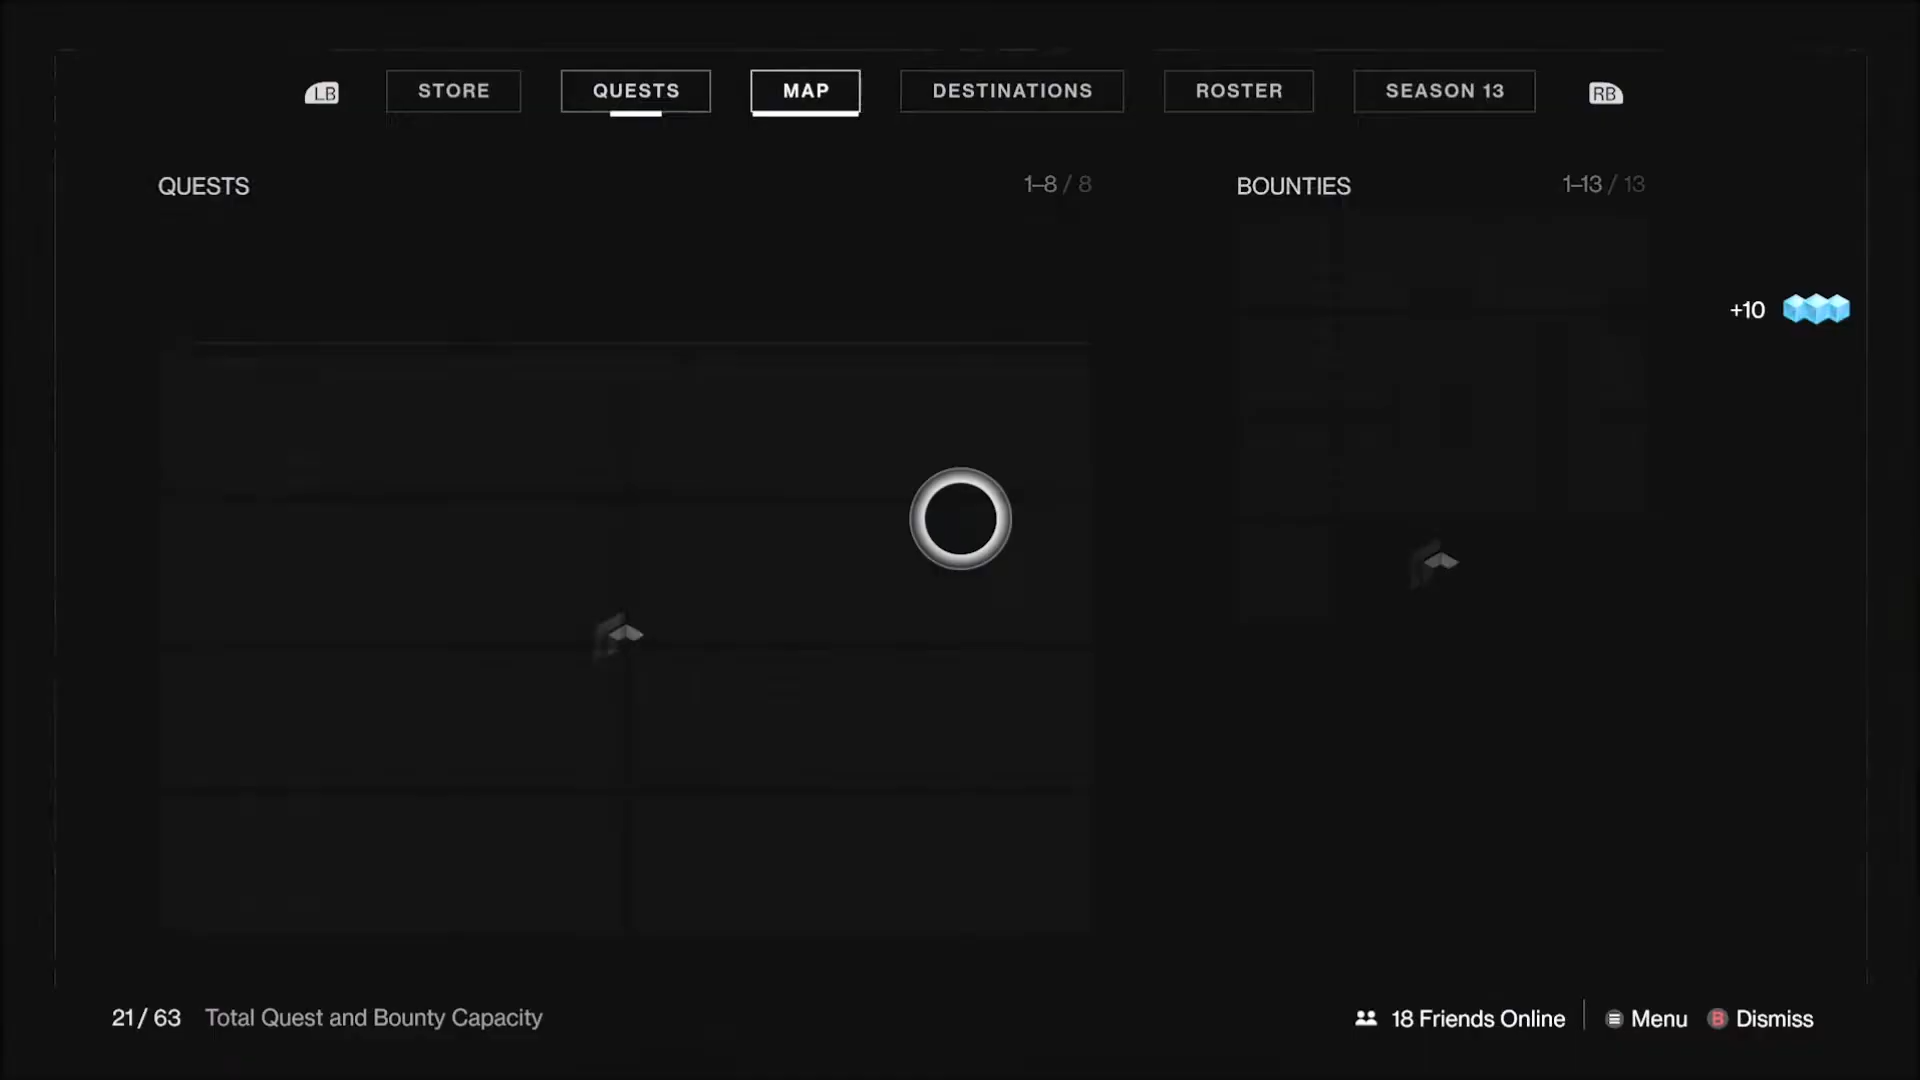 LB STORE QUESTS MAP DESTINATIONS ROSTER SEASON 13 RB
QUESTS 1–8 / 8 BOUNTIES 1–13 / 13
+10
21 / 63 Total Quest and Bounty Capacity 18 Friends Online Menu B Dismiss